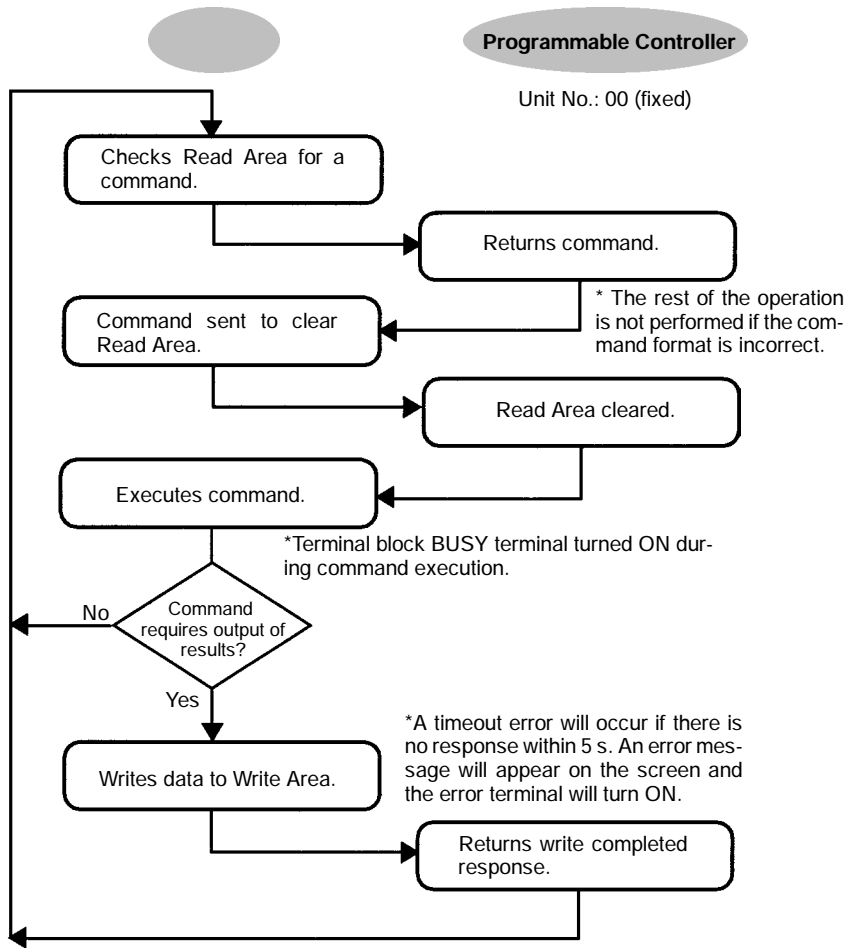 Programmable Controller
Unit No.: 00 (fixed)
Checks Read Area for a
command.
Returns command.
* The rest of the operation
is not performed if the com-
mand format is incorrect.
Command sent to clear
Read Area.
Read Area cleared.
Executes command.
*Terminal block BUSY terminal turned ON dur-
ing command execution.
No
Command
requires output of
results?
Yes
*A timeout error will occur if there is
no response within 5 s. An error mes-
sage will appear on the screen and
the error terminal will turn ON.
Writes data to Write Area.
Returns write completed
response.